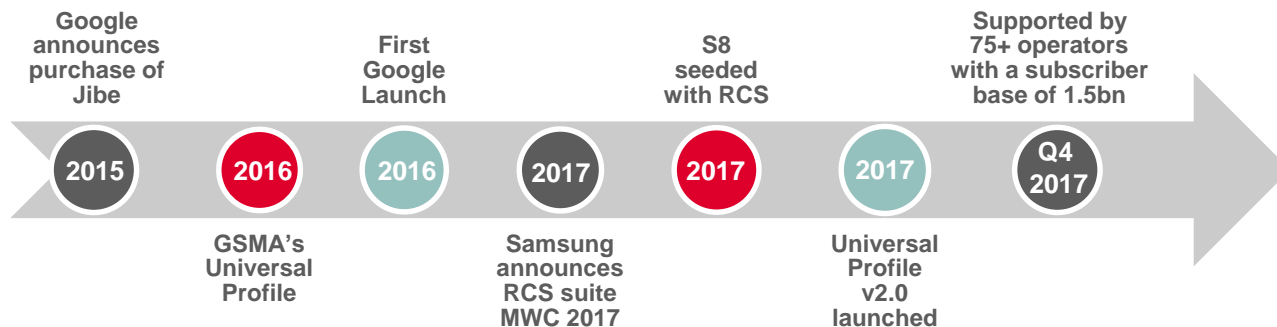 Google
announces
purchase of
Jibe
First
Google
Launch
S8
seeded
with RCS
Supported by
75+ operators
with a subscriber
base of 1.5bn
2015
2016
2016
2017
2017
2017
Q4
2017
GSMA's
Universal
Profile
Samsung
announces
RCS suite
MWC 2017
Universal
Profile
v2.0
launched